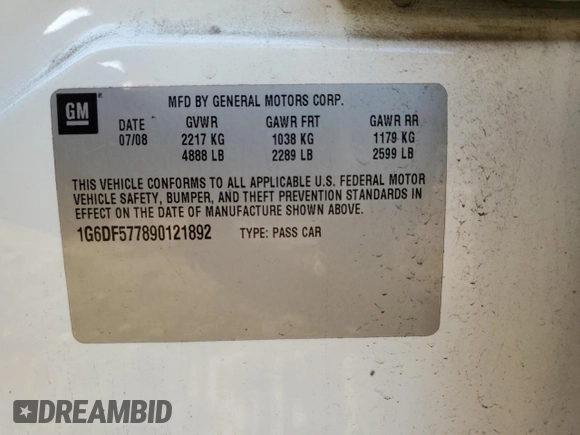 GM
MFD BY GENERAL MOTORS CORP.
DATE GVWR GAWR FRT GAWR RR
07/08 2217 KG 1038 KG 1179 KG
4888 LB 2289 LB 2599 LB
THIS VEHICLE CONFORMS TO ALL APPLICABLE U.S. FEDERAL MOTOR
VEHICLE SAFETY, BUMPER, AND THEFT PREVENTION STANDARDS IN
EFFECT ON THE DATE OF MANUFACTURE SHOWN ABOVE.
1G6DF577890121892 TYPE: PASS CAR
DREAMBID